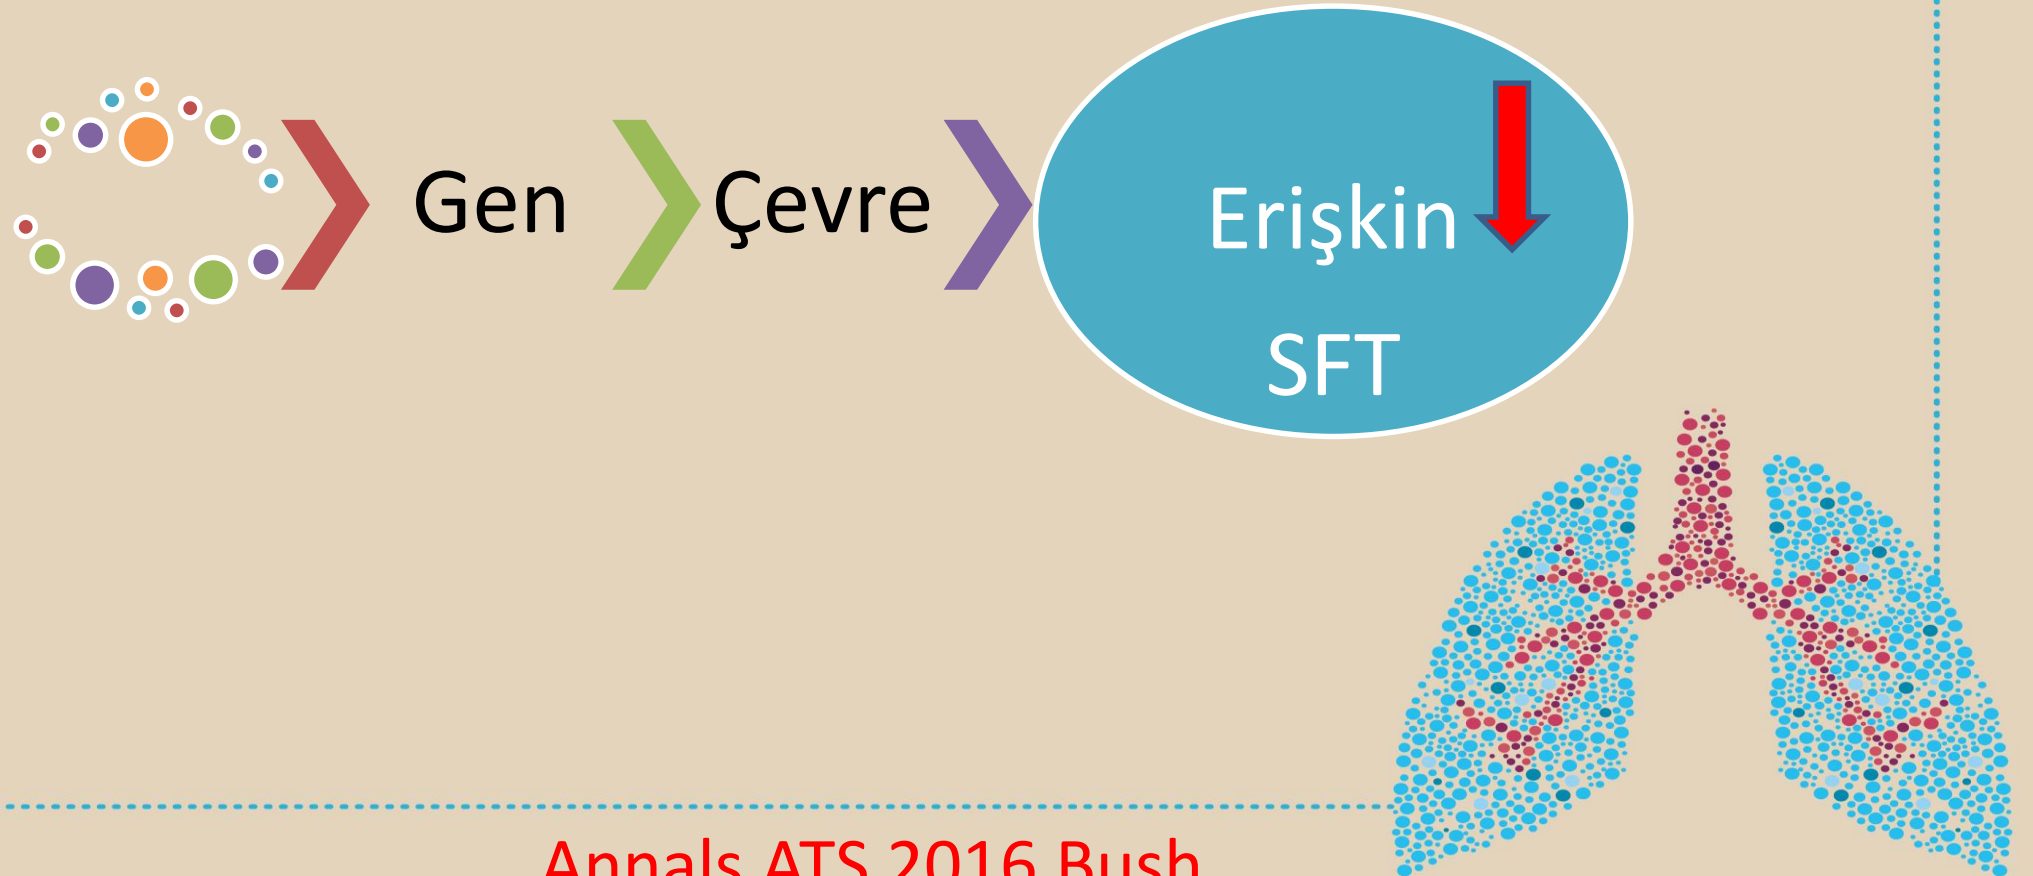 Gen
Çevre
Erişkin
SFT
Annals ATS 2016 Bush